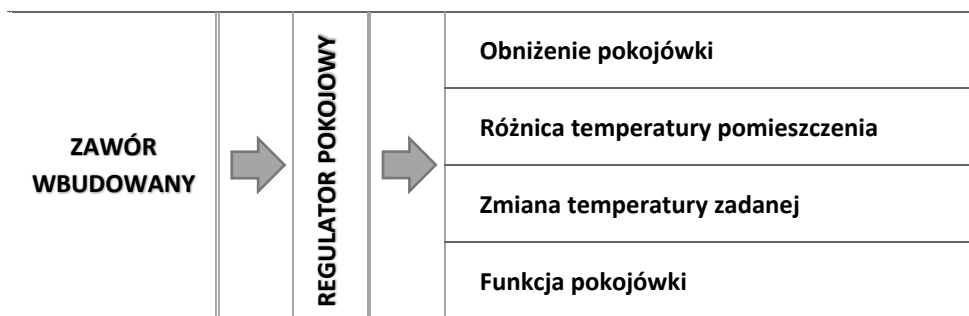 ZAWÓR
WBUDOWANY
REGULATOR POKOJOWY
Obniżenie pokojówki
Różnica temperatury pomieszczenia
Zmiana temperatury zadanej
Funkcja pokojówki